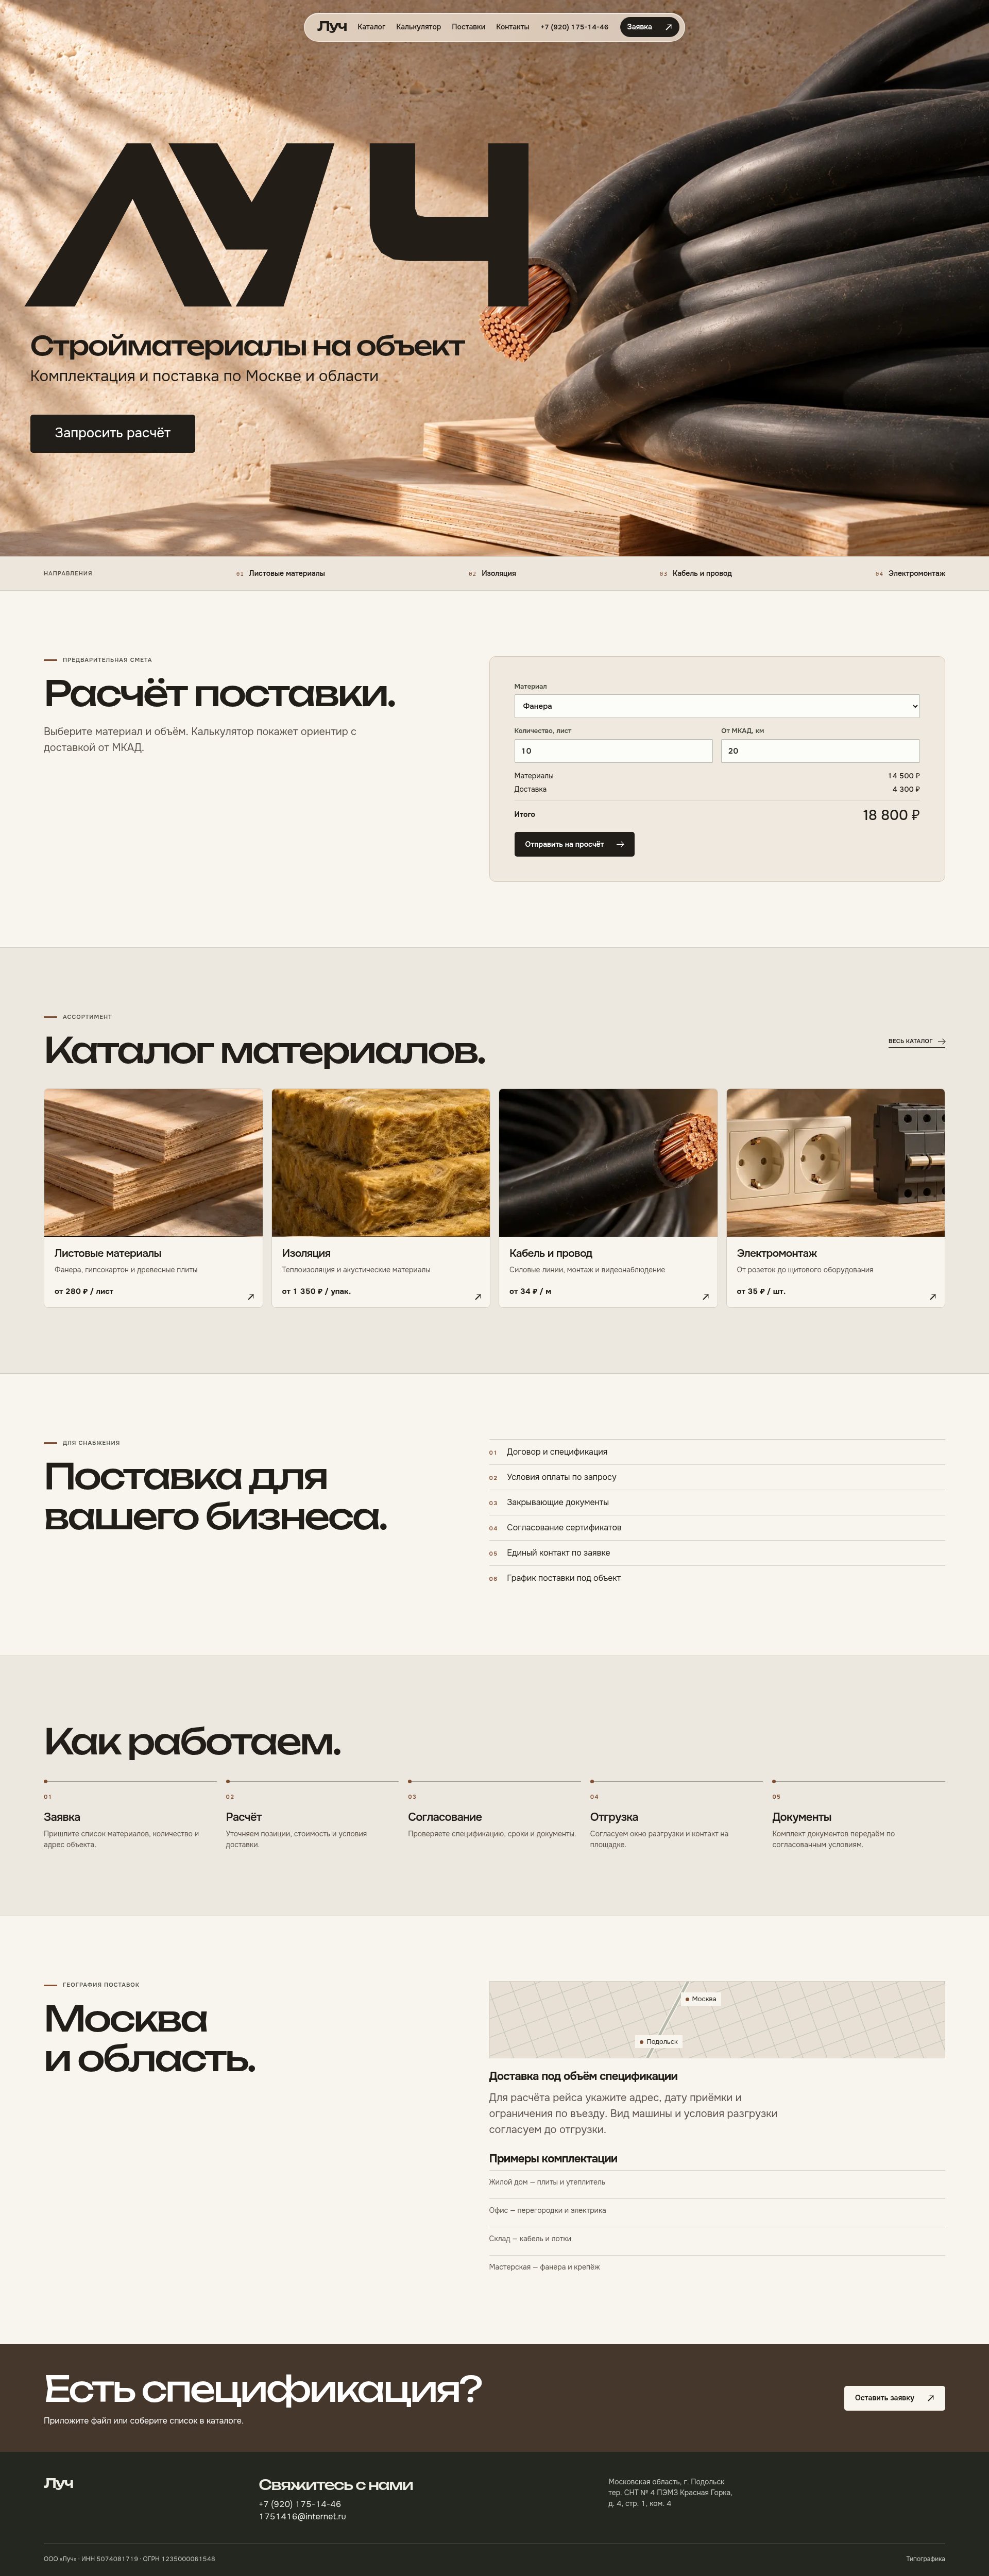 Луч
Каталог
Калькулятор
Поставки
Контакты
+7 (920) 175-14-46
Заявка
ЛУЧ
Стройматериалы на объект
Комплектация и поставка по Москве и области
Запросить расчёт
НАПРАВЛЕНИЯ
01 Листовые материалы
02 Изоляция
03 Кабель и провод
04 Электромонтаж
ПРЕДВАРИТЕЛЬНАЯ СМЕТА
Расчёт поставки.
Выберите материал и объём. Калькулятор покажет ориентир с
доставкой от МКАД.
Материал
Фанера
Количество, лист
От МКАД, км
10
20
Материалы
14 500 ₽
Доставка
4 300 ₽
Итого
18 800 ₽
Отправить на просчёт
АССОРТИМЕНТ
Каталог материалов.
ВЕСЬ КАТАЛОГ
Листовые материалы
Фанера, гипсокартон и древесные плиты
от 280 ₽ / лист
Изоляция
Теплоизоляция и акустические материалы
от 1 350 ₽ / упак.
Кабель и провод
Силовые линии, монтаж и видеонаблюдение
от 34 ₽ / м
Электромонтаж
От розеток до щитового оборудования
от 35 ₽ / шт.
ДЛЯ СНАБЖЕНИЯ
Поставка для
вашего бизнеса.
01 Договор и спецификация
02 Условия оплаты по запросу
03 Закрывающие документы
04 Согласование сертификатов
05 Единый контакт по заявке
06 График поставки под объект
Как работаем.
01
Заявка
Пришлите список материалов, количество и
адрес объекта.
02
Расчёт
Уточняем позиции, стоимость и условия
доставки.
03
Согласование
Проверяете спецификацию, сроки и документы.
04
Отгрузка
Согласуем окно разгрузки и контакт на
площадке.
05
Документы
Комплект документов передаём по
согласованным условиям.
ГЕОГРАФИЯ ПОСТАВОК
Москва
и область.
Москва
Подольск
Доставка под объём спецификации
Для расчёта рейса укажите адрес, дату приёмки и
ограничения по въезду. Вид машины и условия разгрузки
согласуем до отгрузки.
Примеры комплектации
Жилой дом — плиты и утеплитель
Офис — перегородки и электрика
Склад — кабель и лотки
Мастерская — фанера и крепёж
Есть спецификация?
Приложите файл или соберите список в каталоге.
Оставить заявку
Луч
Свяжитесь с нами
+7 (920) 175-14-46
1751416@internet.ru
Московская область, г. Подольск
тер. СНТ № 4 ПЭМЗ Красная Горка,
д. 4, стр. 1, ком. 4
ООО «Луч» · ИНН 5074081719 · ОГРН 1235000061548
Типографика